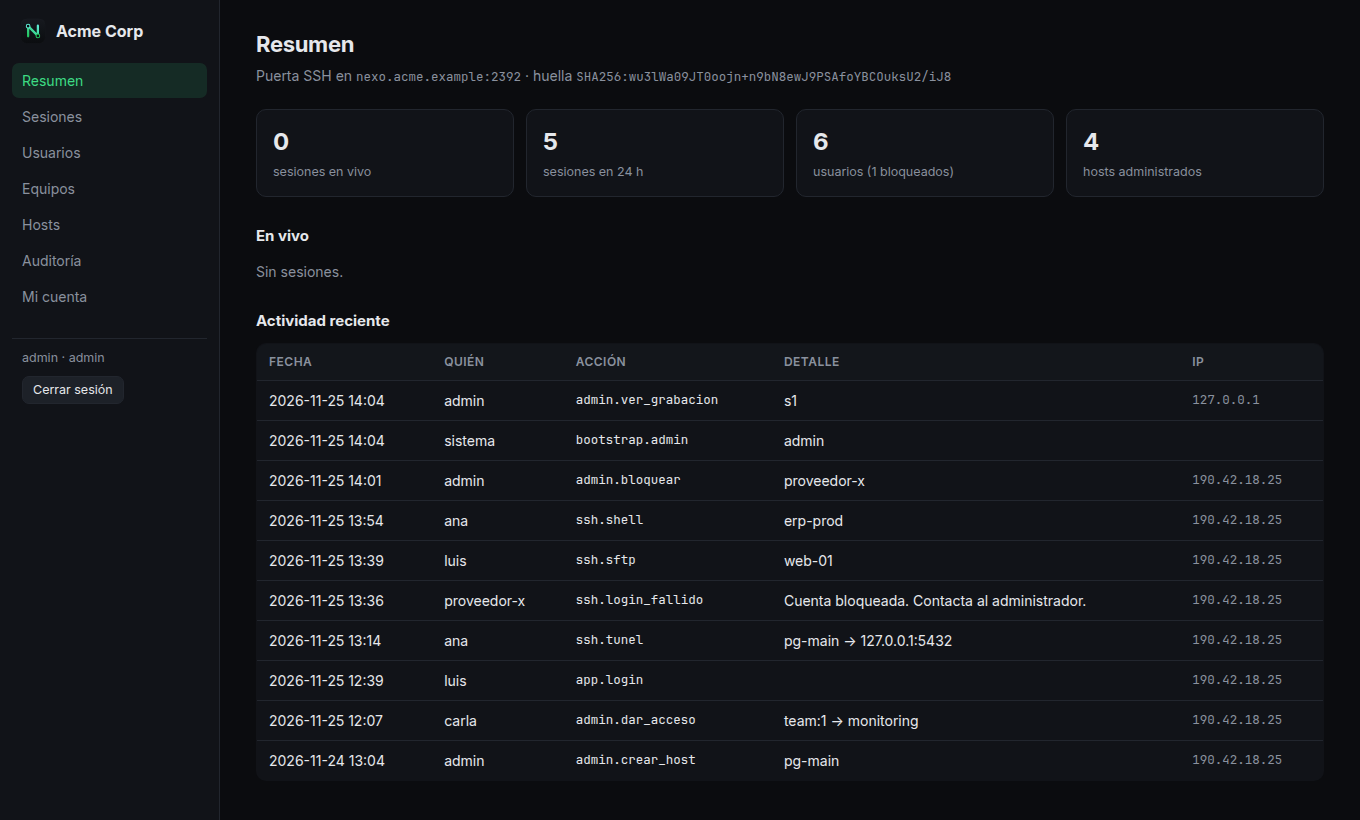 Acme Corp
Resumen
Sesiones
Usuarios
Equipos
Hosts
Auditoría
Mi cuenta
admin · admin
Cerrar sesión
Resumen
Puerta SSH en nexo.acme.example:2392 · huella SHA256:wu3lWa09JT0oojn+n9bN8ewJ9PSAfoYBCOuksU2/iJ8
0
sesiones en vivo
5
sesiones en 24 h
6
usuarios (1 bloqueados)
4
hosts administrados
En vivo
Sin sesiones.
Actividad reciente
FECHA QUIÉN ACCIÓN DETALLE IP
2026-11-25 14:04 admin admin.ver_grabacion s1 127.0.0.1
2026-11-25 14:04 sistema bootstrap.admin admin
2026-11-25 14:01 admin admin.bloquear proveedor-x 190.42.18.25
2026-11-25 13:54 ana ssh.shell erp-prod 190.42.18.25
2026-11-25 13:39 luis ssh.sftp web-01 190.42.18.25
2026-11-25 13:36 proveedor-x ssh.login_fallido Cuenta bloqueada. Contacta al administrador. 190.42.18.25
2026-11-25 13:14 ana ssh.tunel pg-main → 127.0.0.1:5432 190.42.18.25
2026-11-25 12:39 luis app.login 190.42.18.25
2026-11-25 12:07 carla admin.dar_acceso team:1 → monitoring 190.42.18.25
2026-11-24 13:04 admin admin.crear_host pg-main 190.42.18.25